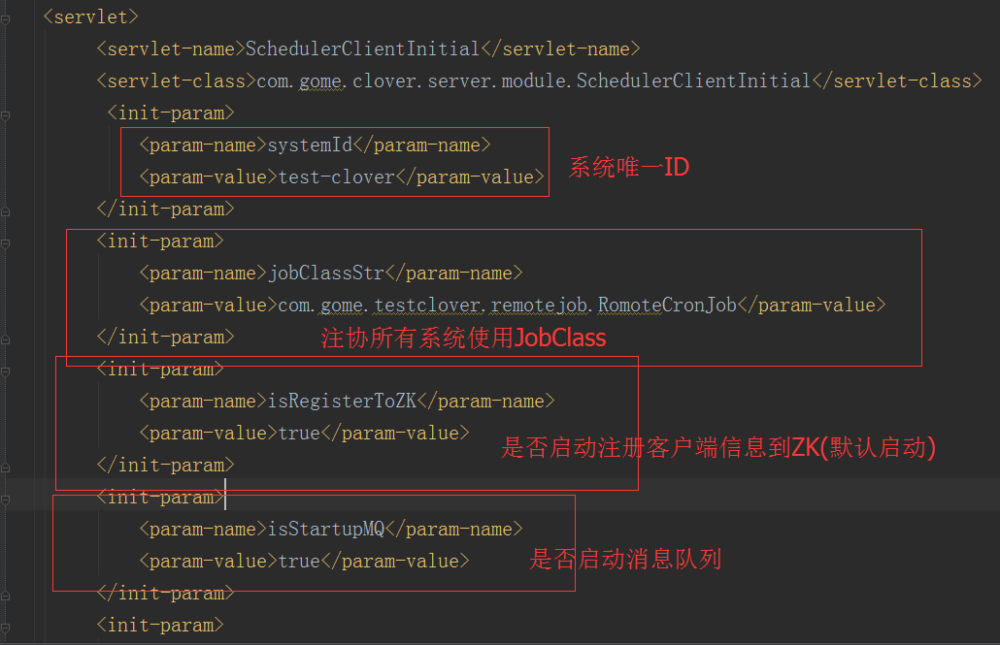 <servlet>
<servlet-name>SchedulerClientInitial</servlet-name>
<servlet-class>com.gome.clover.server.module.SchedulerClientInitial</servlet-class>
<init-param>
<param-name>systemId</param-name>
系统唯一ID
<param-value>test-clover</param-value>
</init-param>
<init-param>
<param-name>jobClassStr</param-name>
<param-value>com.gome.testclover.remotejob.RomoteCronJob</param-value>
</init-param>
注协所有系统使用JobClass
<init-param>
<param-name>isRegisterToZK</param-name>
<param-value>true</param-value>
是否启动注册客户端信息到ZK(默认启动)
</init-param>
<init-param>
<param-name>isStartupMQ</param-name>
<param-value>true</param-value>
是否启动消息队列
</init-param>
<init-param>